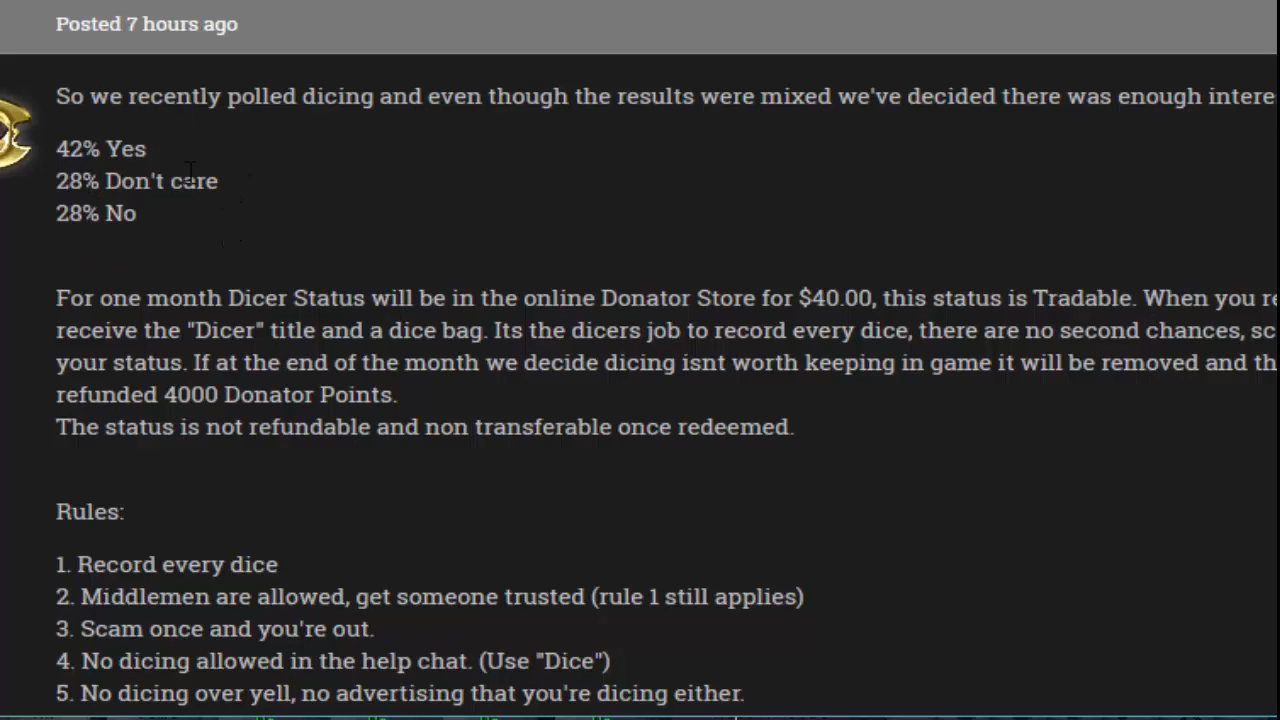 Posted 7 hours ago
So we recently polled dicing and even though the results were mixed we've decided there was enough
42% Yes
28% Don't care
28% No
For one month Dicer Status will be in the online Donator Store for $40.00, this status is Tradable. When you
receive the "Dicer" title and a dice bag. Its the dicers job to record every dice, there are no second chances,
your status. If at the end of the month we decide dicing isnt worth keeping in game it will be removed and
refunded 4000 Donator Points.
The status is not refundable and non transferable once redeemed.
Rules:
1. Record every dice
2. Middlemen are allowed, get someone trusted (rule 1 still applies)
3. Scam once and you're out.
4. No dicing allowed in the help chat. (Use "Dice")
5. No dicing over yell, no advertising that you're dicing either.